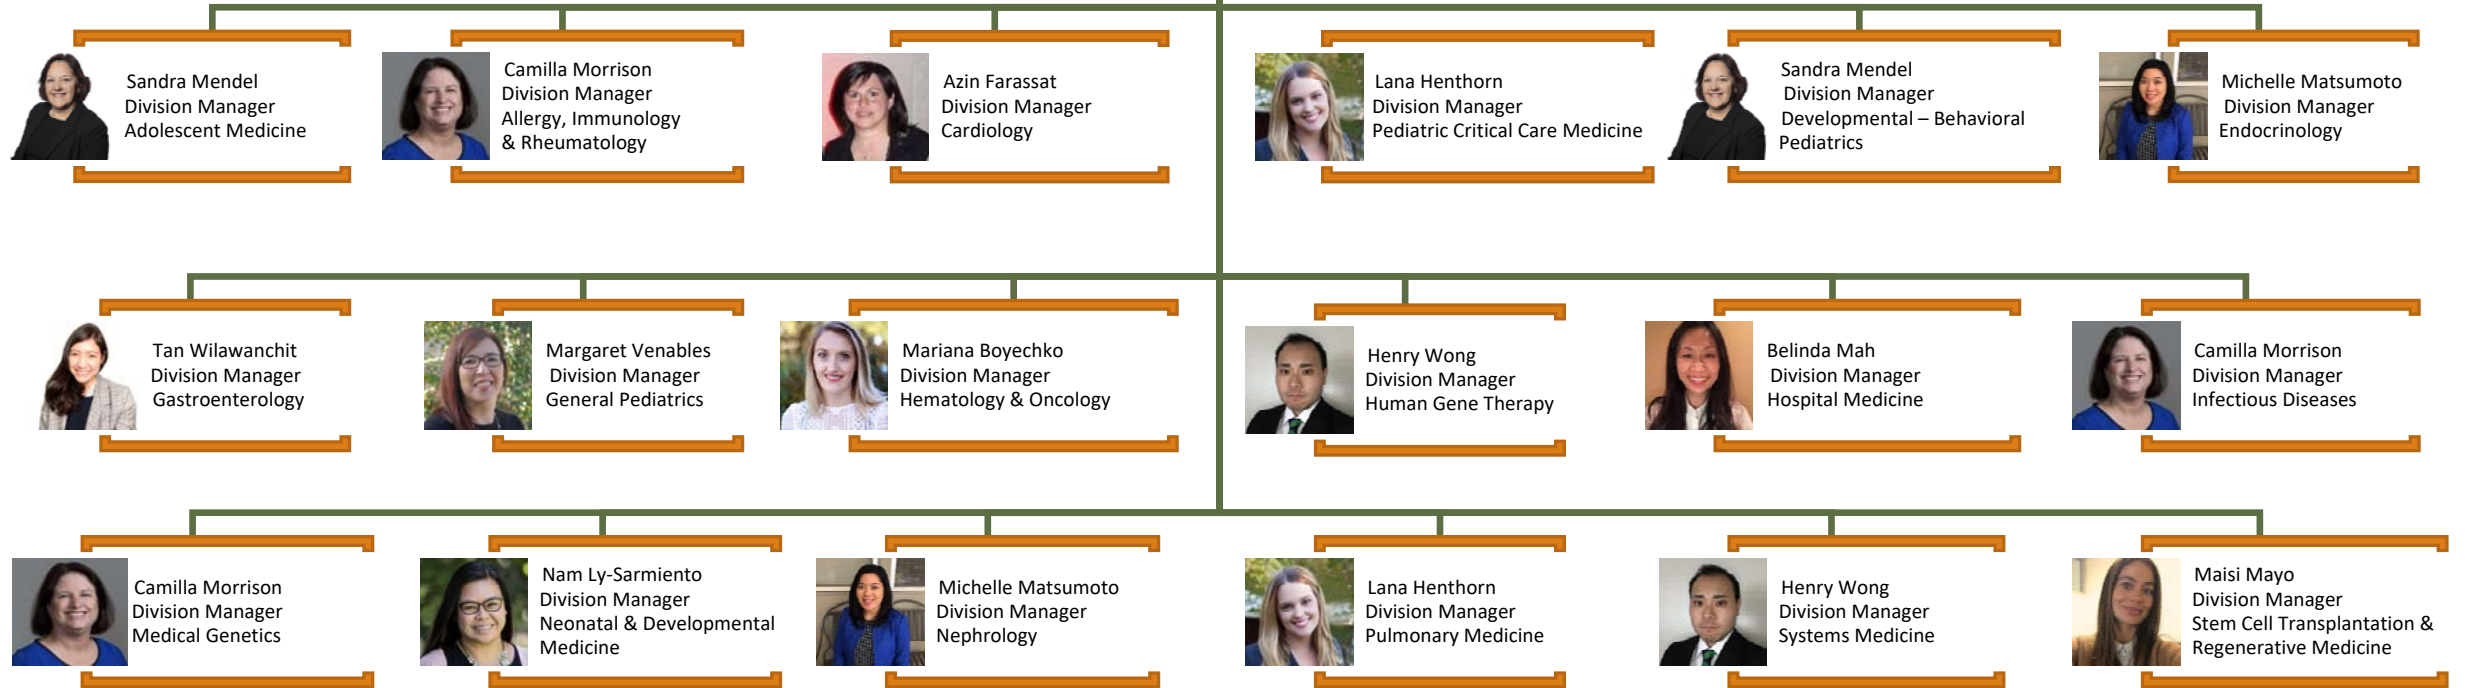 Sandra Mendel
Division Manager
Adolescent Medicine
Camilla Morrison
Division Manager
Allergy, Immunology
& Rheumatology
Azin Farassat
Division Manager
Cardiology
Lana Henthorn
Division Manager
Pediatric Critical Care Medicine
Sandra Mendel
Division Manager
Developmental – Behavioral
Pediatrics
Michelle Matsumoto
Division Manager
Endocrinology
Tan Wilawanchit
Division Manager
Gastroenterology
Margaret Venables
Division Manager
General Pediatrics
Mariana Boyechko
Division Manager
Hematology & Oncology
Henry Wong
Division Manager
Human Gene Therapy
Belinda Mah
Division Manager
Hospital Medicine
Camilla Morrison
Division Manager
Infectious Diseases
Camilla Morrison
Division Manager
Medical Genetics
Nam Ly-Sarmiento
Division Manager
Neonatal & Developmental
Medicine
Michelle Matsumoto
Division Manager
Nephrology
Lana Henthorn
Division Manager
Pulmonary Medicine
Henry Wong
Division Manager
Systems Medicine
Maisi Mayo
Division Manager
Stem Cell Transplantation &
Regenerative Medicine